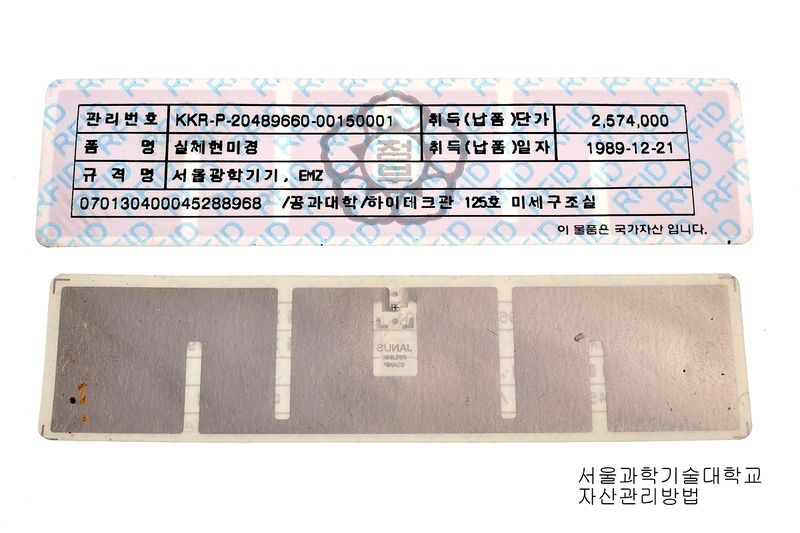 관리번호 KKR-P-20489660-00150001 취득(납품)단가 2,574,000
품 명 실체현미경 취득(납품)일자 1989-12-21
규 격 명 서울광학기기, EMZ
070130400045288968 /공과대학/하이테크관 125호 미세구조실
이 물품은 국가자산 입니다.
JANUS
서울과학기술대학교
자산관리방법